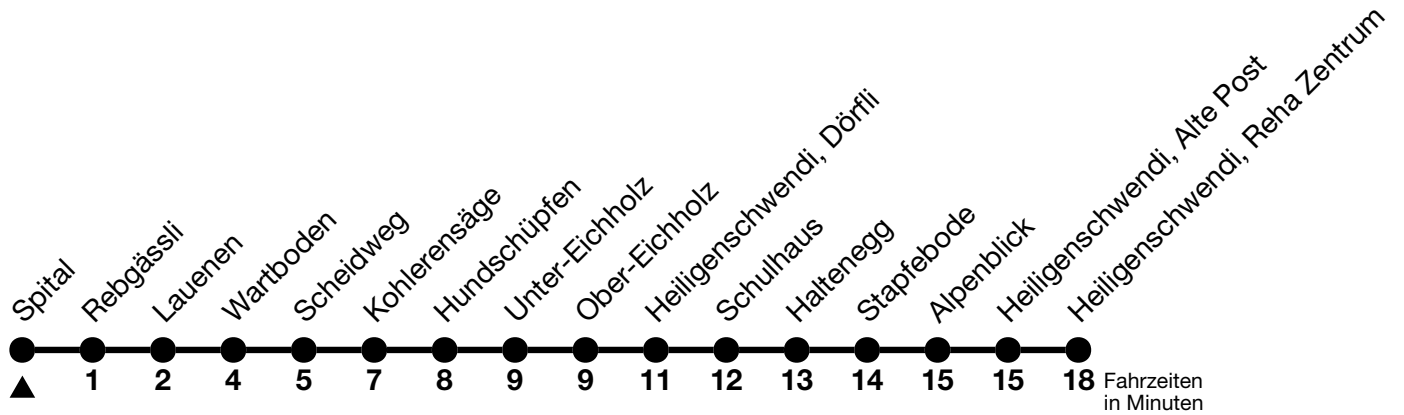 Spital
Rebgässli
Lauenen
Wartboden
Scheidweg
Kohlerensäge
Hundschüpfen
Unter-Eichholz
Ober-Eichholz
Heiligenschwendi, Dörfli
Schulhaus
Haltenegg
Stapfebode
Alpenblick
Heiligenschwendi, Alte Post
Heiligenschwendi, Reha Zentrum
1 2 4 5 7 8 9 9 11 12 13 14 15 15 18 Fahrzeiten
in Minuten